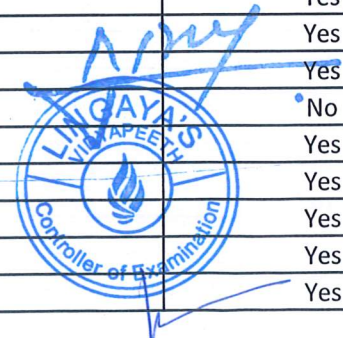 Yes
Yes
Yes
No
Yes
Yes
Yes
Yes
Yes
LINGAYA'S
VIDYAPEETH
Controller of Examination